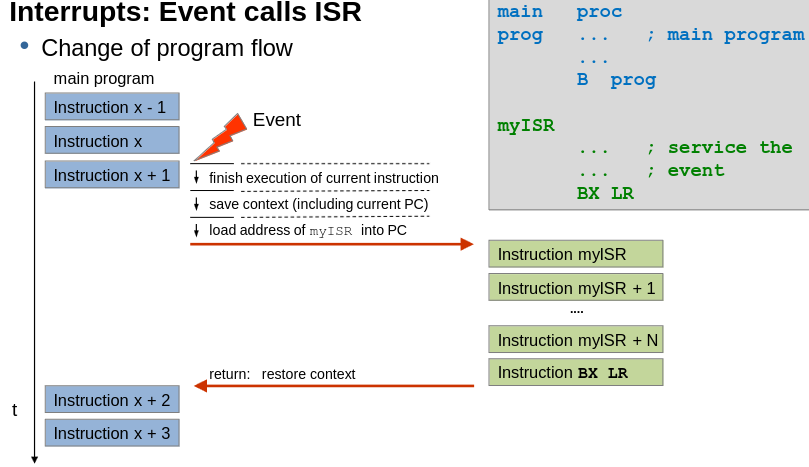 Interrupts: Event calls ISR
• Change of program flow
main program
Instruction x - 1
Instruction x
Instruction x + 1
Event
finish execution of current instruction
save context (including current PC)
load address of myISR into PC
main proc
prog ... ; main program
...
B prog
myISR
... ; service the
... ; event
BX LR
Instruction myISR
Instruction myISR + 1
....
Instruction myISR + N
Instruction BX LR
return: restore context
Instruction x + 2
t
Instruction x + 3